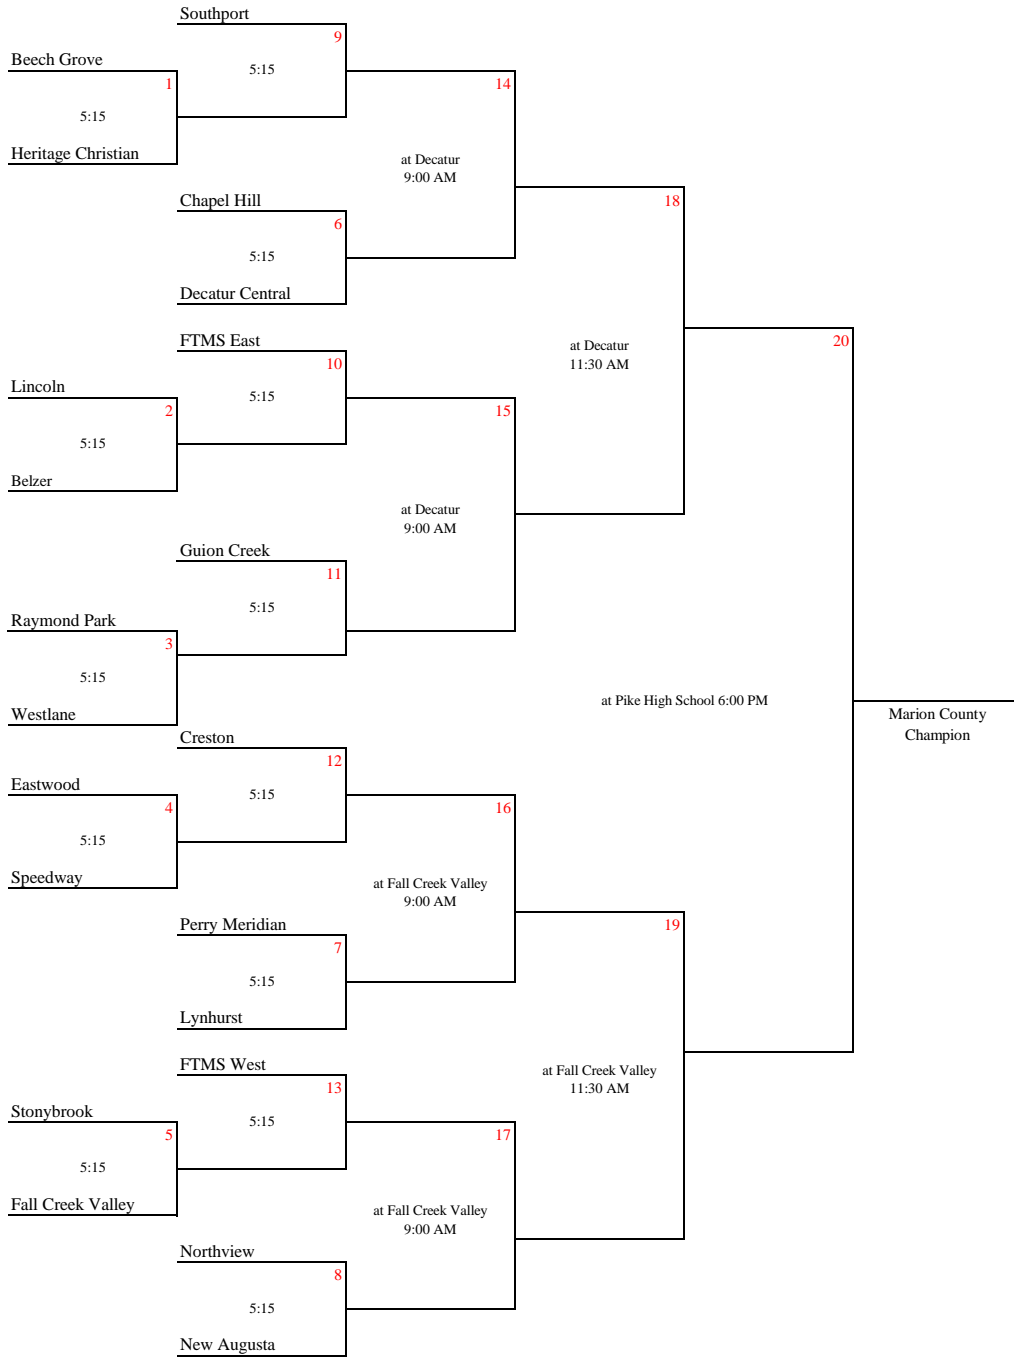 Southport
9
Beech Grove
5:15
1
14
5:15
Heritage Christian
at Decatur
9:00 AM
Chapel Hill
18
6
5:15
Decatur Central
FTMS East
20
at Decatur
11:30 AM
10
Lincoln
5:15
2
15
5:15
Belzer
at Decatur
9:00 AM
Guion Creek
11
5:15
Raymond Park
3
5:15
at Pike High School 6:00 PM
Westlane
Marion County
Champion
Creston
12
Eastwood
5:15
4
16
5:15
Speedway
at Fall Creek Valley
9:00 AM
Perry Meridian
19
7
5:15
Lynhurst
FTMS West
at Fall Creek Valley
11:30 AM
13
Stonybrook
5:15
5
17
5:15
Fall Creek Valley
at Fall Creek Valley
9:00 AM
Northview
8
5:15
New Augusta